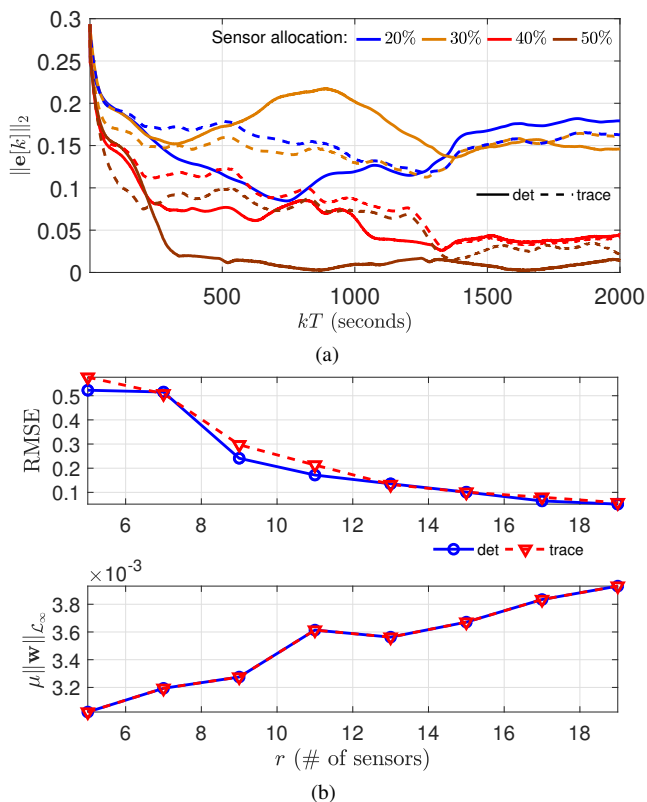 0.3
0.25
0.2
0.15
0.1
0.05
0
||e[k]||₂
Sensor allocation: 20% 30% 40% 50%
det trace
500 1000 1500 2000
kT (seconds)
(a)
0.5
0.4
0.3
0.2
0.1
RMSE
6 8 10 12 14 16 18
det trace
×10⁻³
3.8
3.6
3.4
3.2
μ||w||_{L∞}
6 8 10 12 14 16 18
r (# of sensors)
(b)